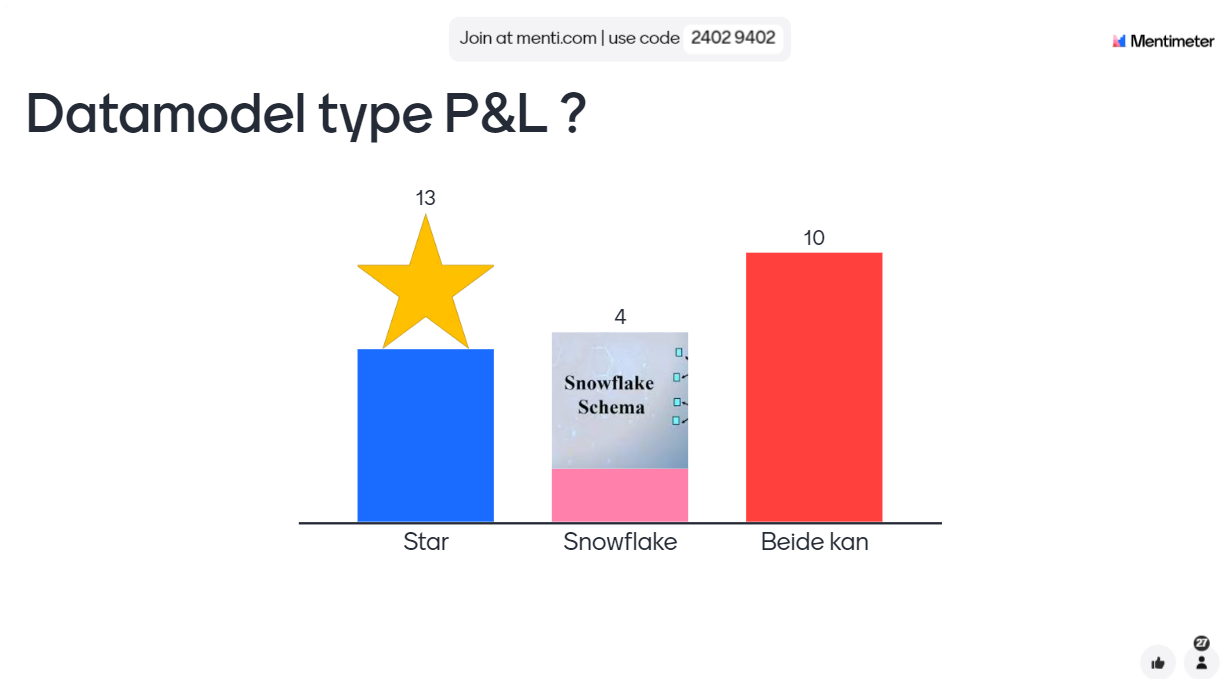 Join at menti.com | use code 2402 9402
Mentimeter
Datamodel type P&L ?
13
4
10
Snowflake
Schema
Star
Snowflake
Beide kan
27